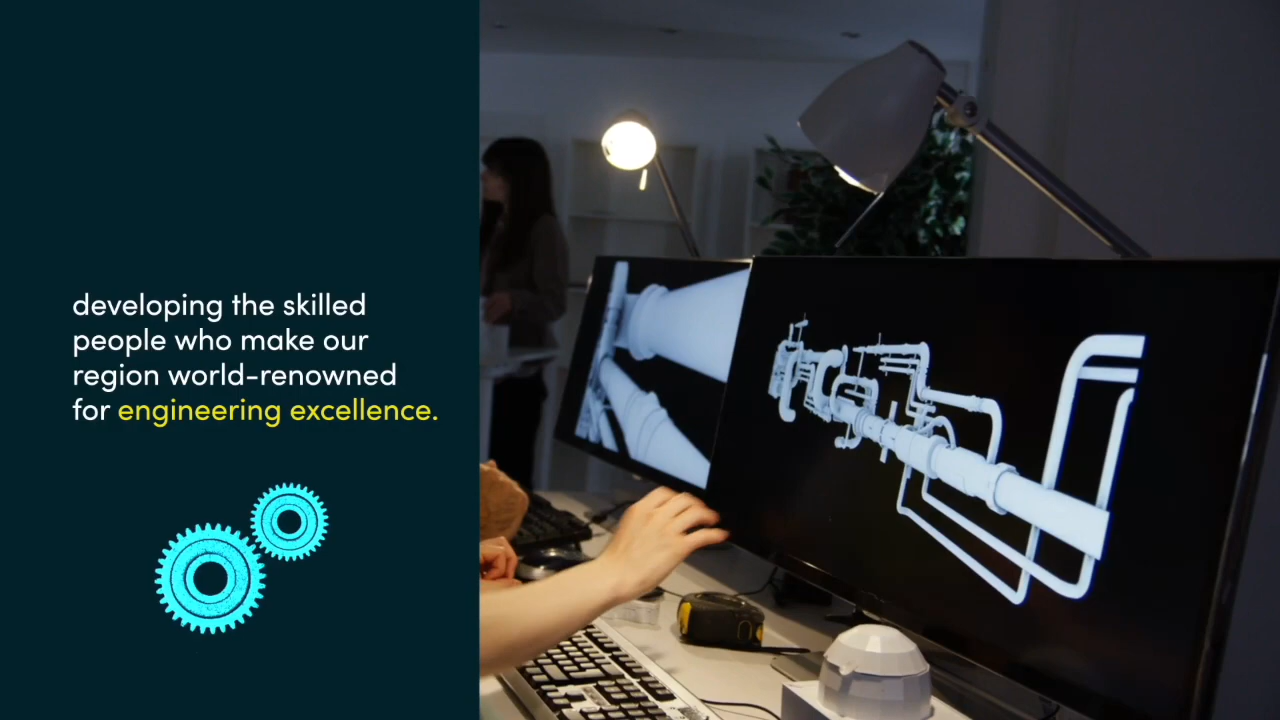 developing the skilled
people who make our
region world-renowned
for engineering excellence.